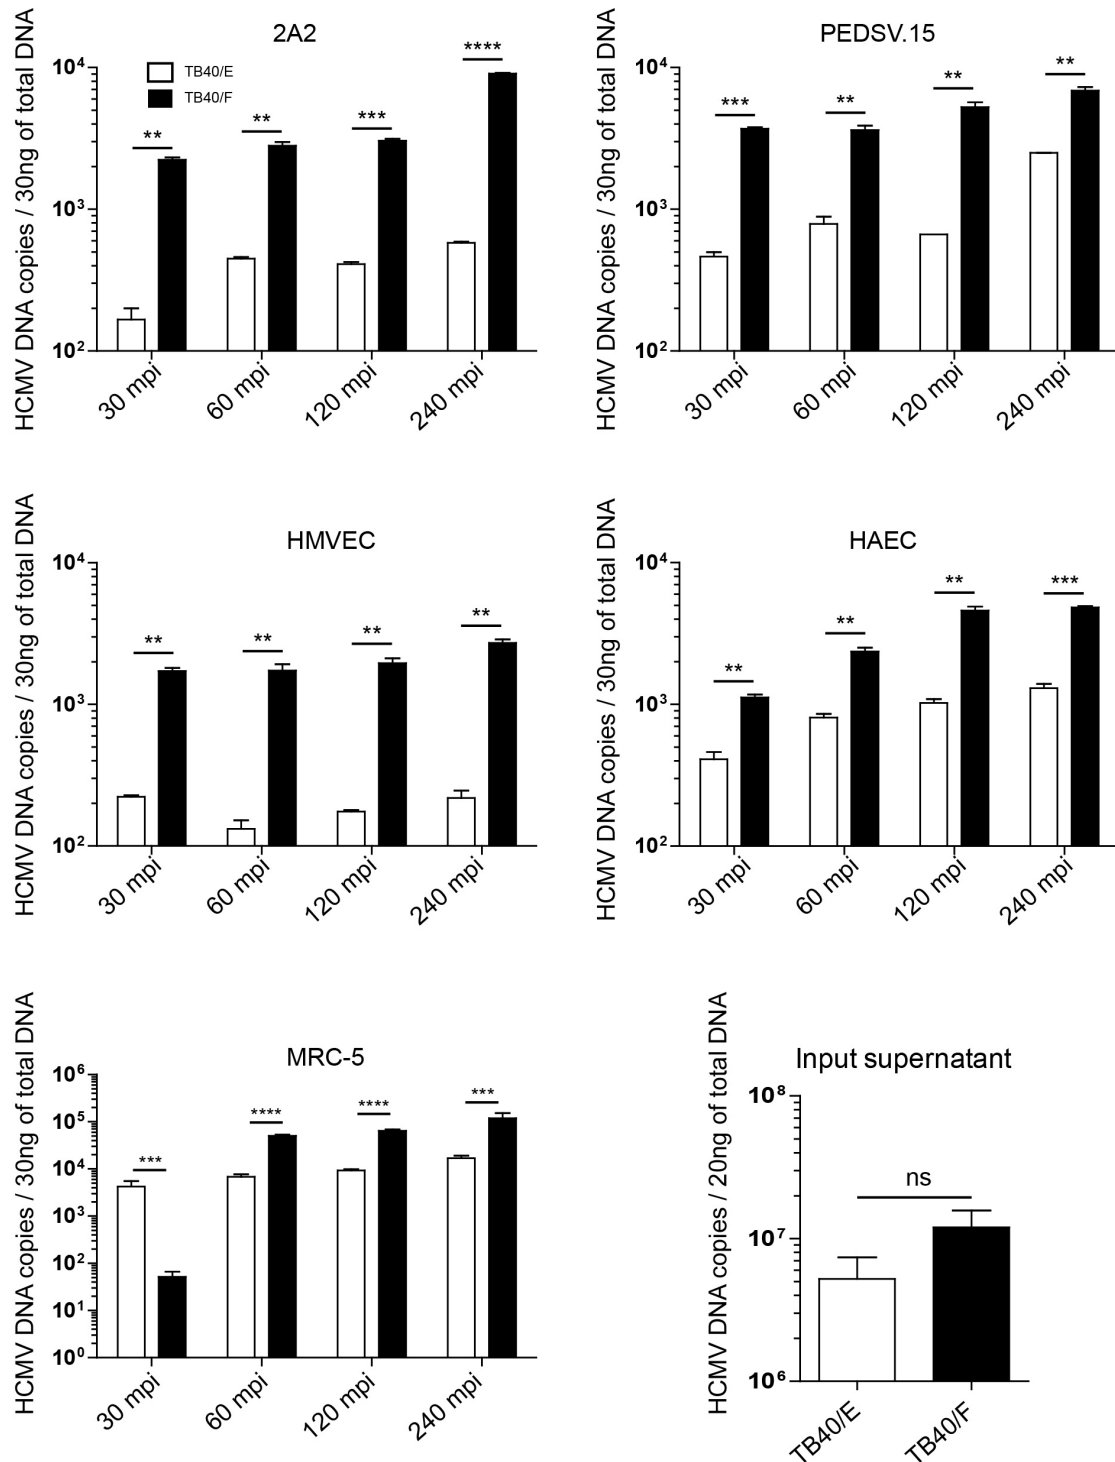 2A2
HCMV DNA copies / 30ng of total DNA
10⁴
10³
10²
TB40/E
TB40/F
**
**
***
****
30 mpi
60 mpi
120 mpi
240 mpi
PEDSV.15
HCMV DNA copies / 30ng of total DNA
10⁴
10³
10²
***
**
**
**
30 mpi
60 mpi
120 mpi
240 mpi
HMVEC
HCMV DNA copies / 30ng of total DNA
10⁴
10³
10²
**
**
**
**
30 mpi
60 mpi
120 mpi
240 mpi
HAEC
HCMV DNA copies / 30ng of total DNA
10⁴
10³
10²
**
**
**
***
30 mpi
60 mpi
120 mpi
240 mpi
MRC-5
HCMV DNA copies / 30ng of total DNA
10⁶
10⁵
10⁴
10³
10²
10¹
10⁰
***
****
****
***
30 mpi
60 mpi
120 mpi
240 mpi
Input supernatant
HCMV DNA copies / 20ng of total DNA
10⁸
10⁷
10⁶
ns
TB40/E
TB40/F